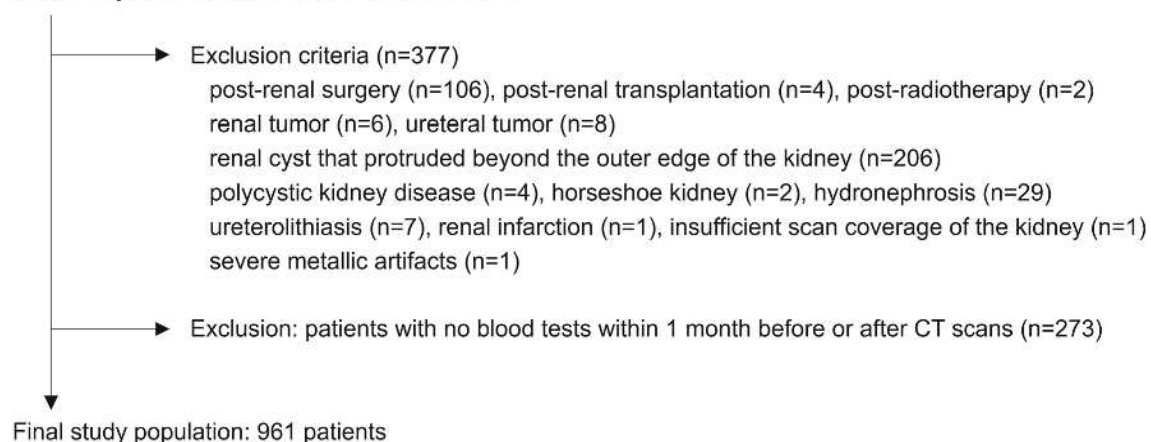 Exclusion criteria (n=377)
post-renal surgery (n=106), post-renal transplantation (n=4), post-radiotherapy (n=2)
renal tumor (n=6), ureteral tumor (n=8)
renal cyst that protruded beyond the outer edge of the kidney (n=206)
polycystic kidney disease (n=4), horseshoe kidney (n=2), hydronephrosis (n=29)
ureterolithiasis (n=7), renal infarction (n=1), insufficient scan coverage of the kidney (n=1)
severe metallic artifacts (n=1)
Exclusion: patients with no blood tests within 1 month before or after CT scans (n=273)
Final study population: 961 patients